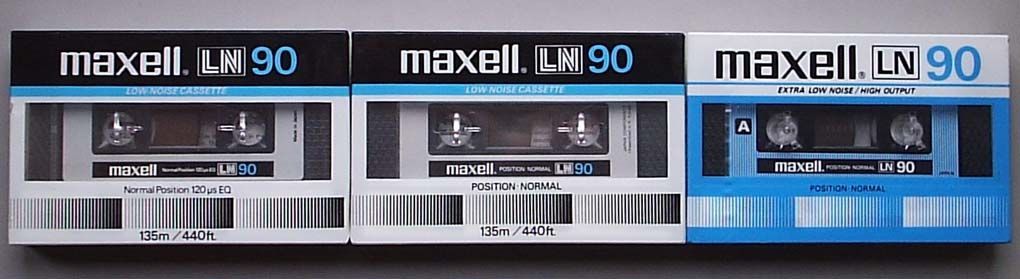 maxell LN 90
LOW-NOISE CASSETTE
maxell Normal Position 120µs EQ LN 90
Normal Position 120 µs EQ
135m/440ft.
maxell LN 90
LOW-NOISE CASSETTE
maxell POSITION·NORMAL LN 90
POSITION·NORMAL
135m/440ft.
maxell LN 90
EXTRA LOW NOISE/HIGH OUTPUT
A
maxell POSITION·NORMAL LN 90
POSITION·NORMAL